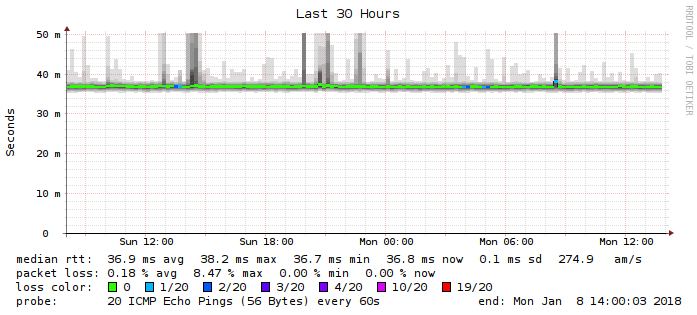 Last 30 Hours
RRDTOOL / TOBI OETIKER
Seconds
50 m
40 m
30 m
20 m
10 m
0
Sun 12:00 Sun 18:00 Mon 00:00 Mon 06:00 Mon 12:00
median rtt: 36.9 ms avg 38.2 ms max 36.7 ms min 36.8 ms now 0.1 ms sd 274.9 am/s
packet loss: 0.18 % avg 8.47 % max 0.00 % min 0.00 % now
loss color: 0 1/20 2/20 3/20 4/20 10/20 19/20
probe: 20 ICMP Echo Pings (56 Bytes) every 60s end: Mon Jan 8 14:00:03 2018